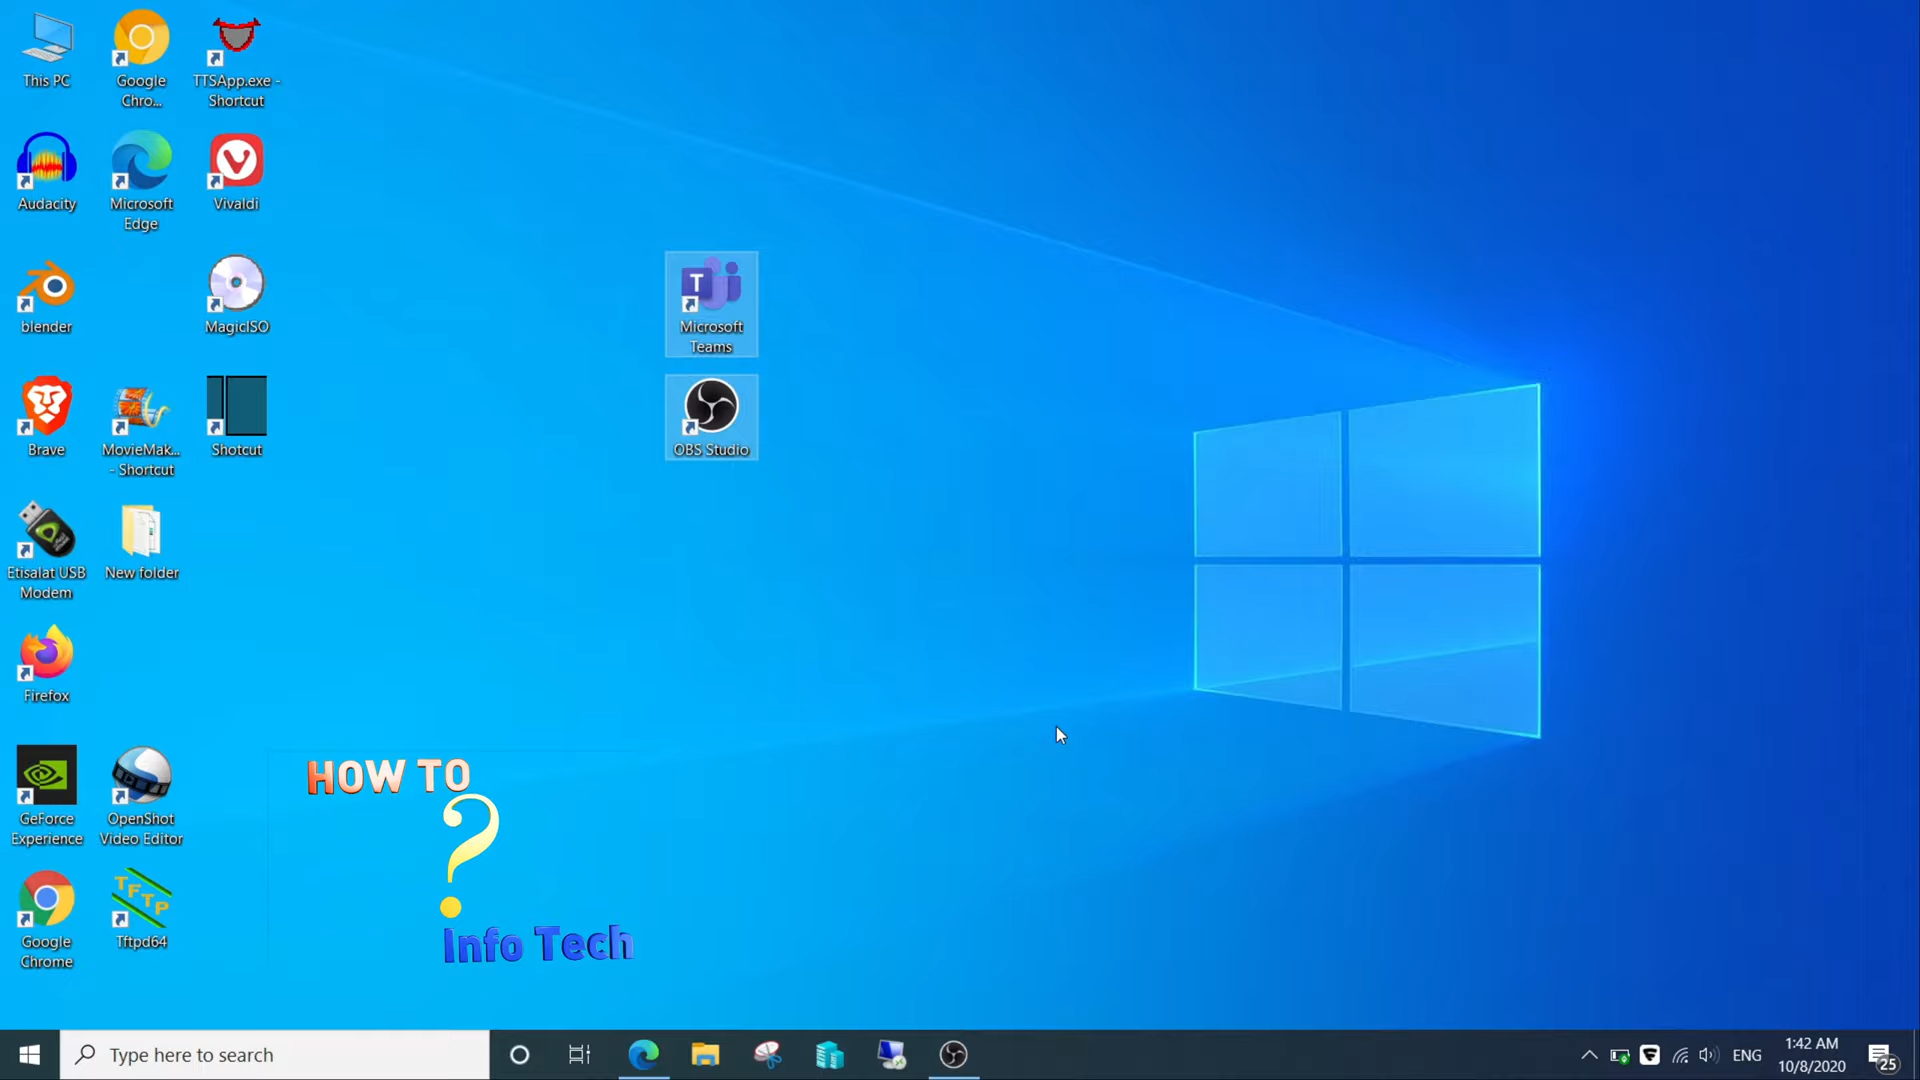 This PC
Google
Chro...
TTSApp.exe -
Shortcut
Audacity
Microsoft
Edge
Vivaldi
blender
MagicISO
T
Microsoft
Teams
Brave
MovieMak...
- Shortcut
Shotcut
OBS Studio
Etisalat USB
Modem
New folder
Firefox
GeForce
Experience
OpenShot
Video Editor
HOW TO
?
Info Tech
Google
Chrome
TFTP
Tftpd64
Type here to search
ENG
1:42 AM
10/8/2020
25